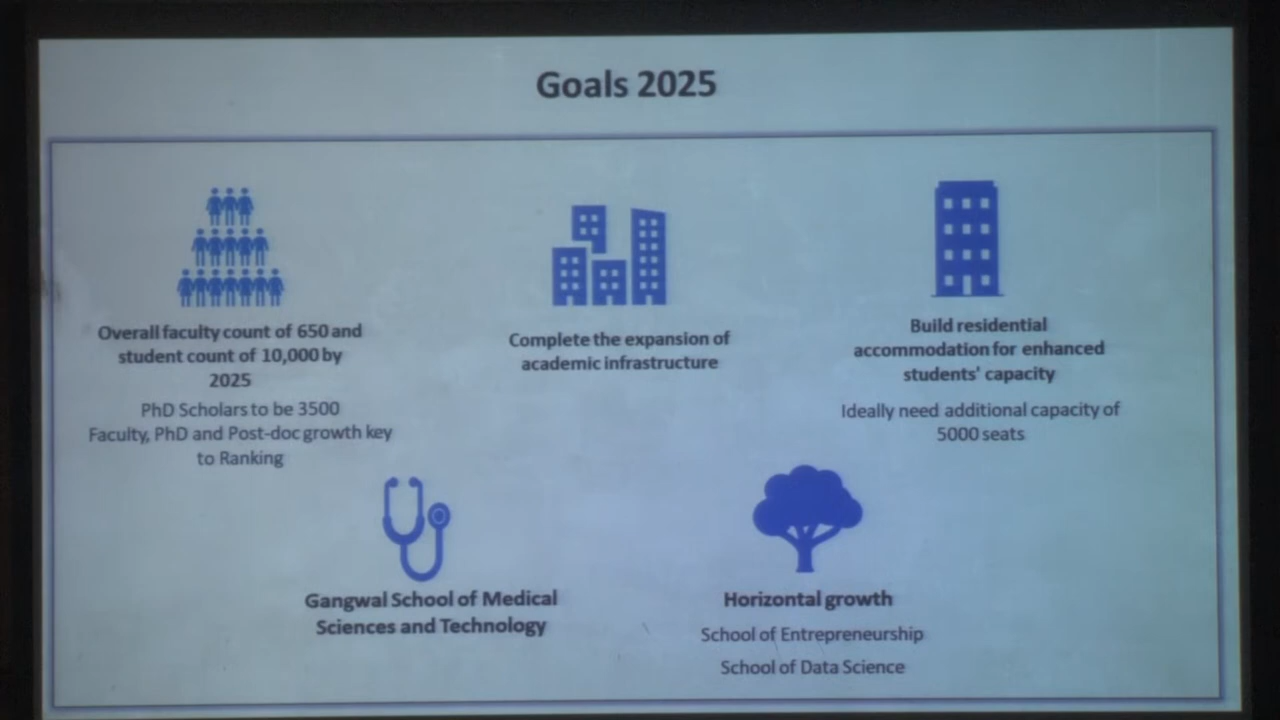 Goals 2025
Overall faculty count of 650 and
student count of 10,000 by
2025
PhD Scholars to be 3500
Faculty, PhD and Post-doc growth key
to Ranking
Complete the expansion of
academic infrastructure
Build residential
accommodation for enhanced
students' capacity
Ideally need additional capacity of
5000 seats
Gangwal School of Medical
Sciences and Technology
Horizontal growth
School of Entrepreneurship
School of Data Science